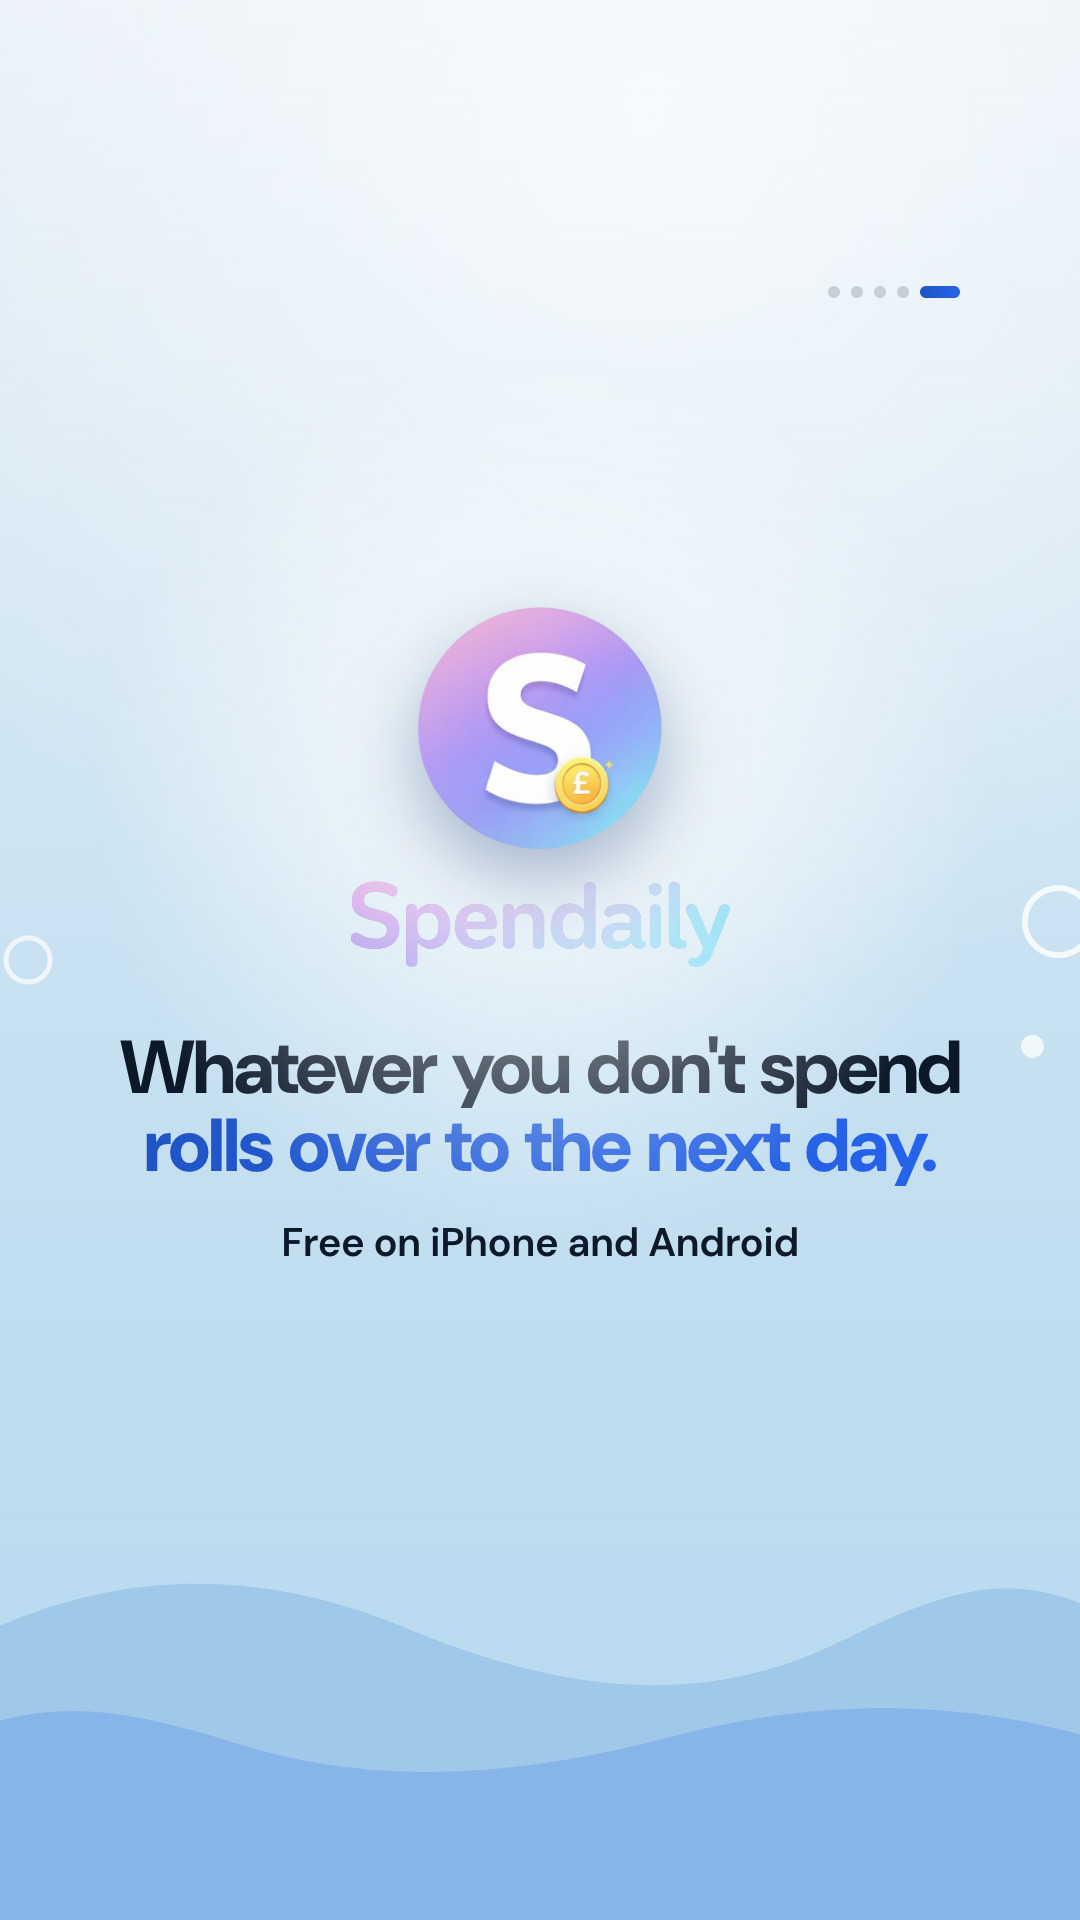 S
£
Spendaily
Whatever you don't spend
rolls over to the next day.
Free on iPhone and Android